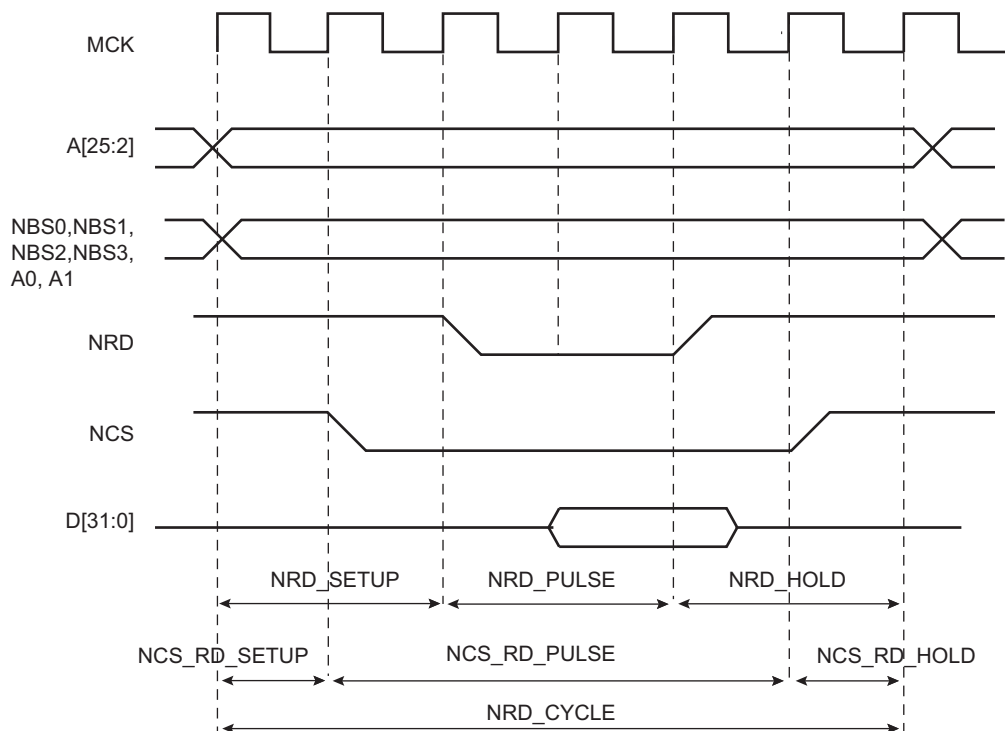 MCK
A[25:2]
NBS0,NBS1,
NBS2,NBS3,
A0, A1
NRD
NCS
D[31:0]
NRD_SETUP
NRD_PULSE
NRD_HOLD
NCS_RD_SETUP
NCS_RD_PULSE
NCS_RD_HOLD
NRD_CYCLE